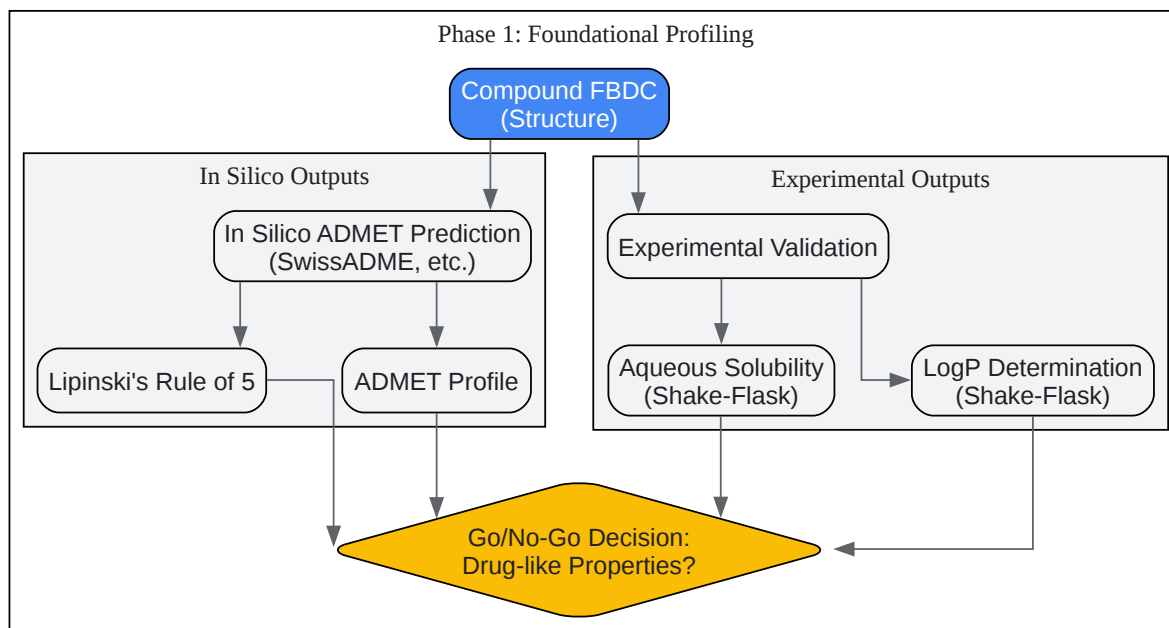 Phase 1: Foundational Profiling
Compound FBDC
(Structure)
In Silico Outputs
In Silico ADMET Prediction
(SwissADME, etc.)
Lipinski's Rule of 5
ADMET Profile
Experimental Outputs
Experimental Validation
Aqueous Solubility
(Shake-Flask)
LogP Determination
(Shake-Flask)
Go/No-Go Decision:
Drug-like Properties?